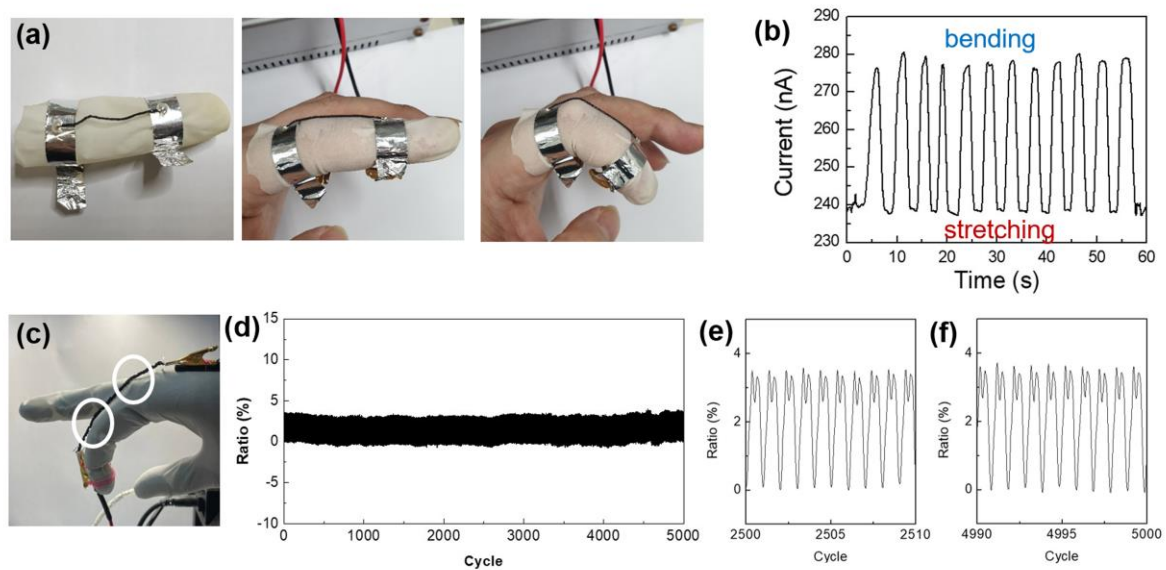 (a)
(b)
290
280
270
260
250
240
230
Current (nA)
bending
stretching
0 10 20 30 40 50 60
Time (s)
(c)
(d)
15
10
5
0
-5
-10
Ratio (%)
0 1000 2000 3000 4000 5000
Cycle
(e)
4
2
0
Ratio (%)
2500 2505 2510
Cycle
(f)
4
2
0
Ratio (%)
4990 4995 5000
Cycle